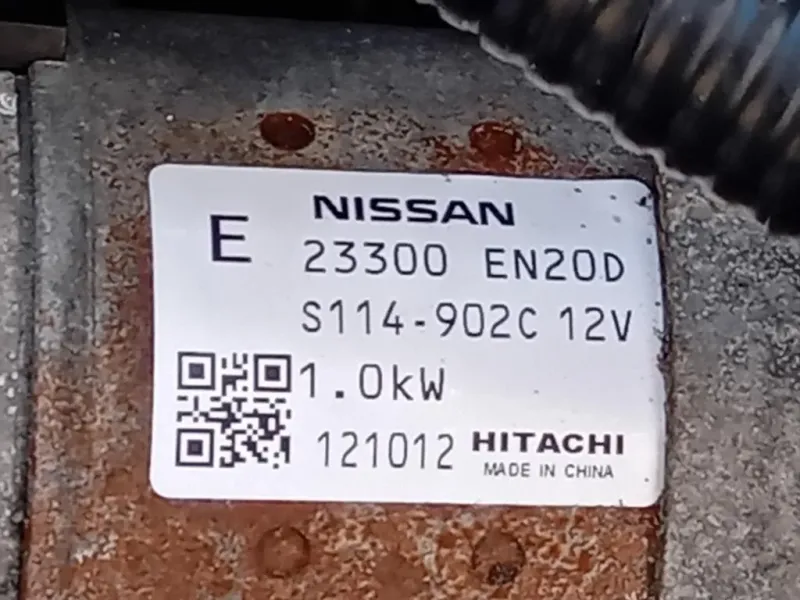 NISSAN
E 23300 EN20D
S114-902C 12V
1.0kW
121012 HITACHI
MADE IN CHINA